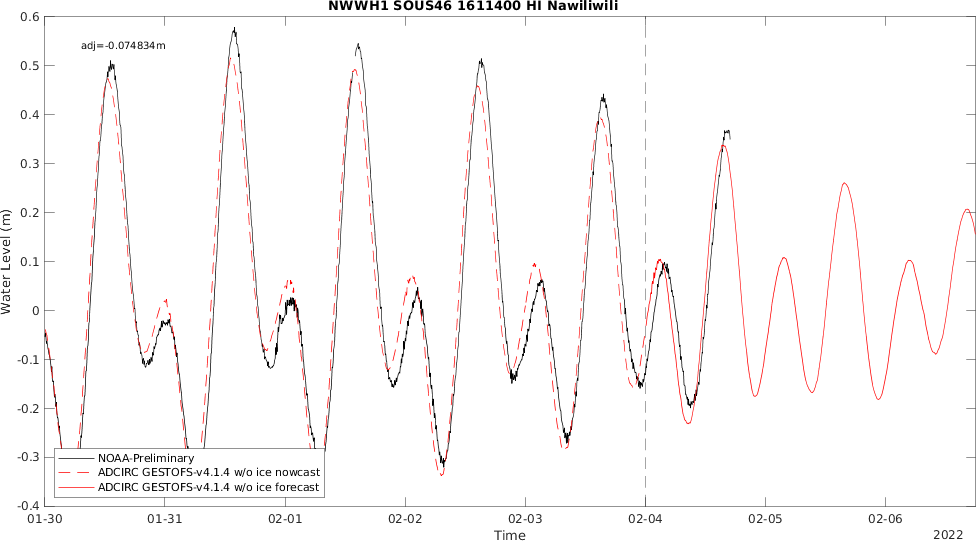 NWWH1 SOUS46 1611400 HI Nawiliwili
adj=-0.074834m
Water Level (m)
0.6
0.5
0.4
0.3
0.2
0.1
0
-0.1
-0.2
-0.3
-0.4
NOAA-Preliminary
ADCIRC GESTOFS-v4.1.4 w/o ice nowcast
ADCIRC GESTOFS-v4.1.4 w/o ice forecast
01-30 01-31 02-01 02-02 02-03 02-04 02-05 02-06
Time
2022